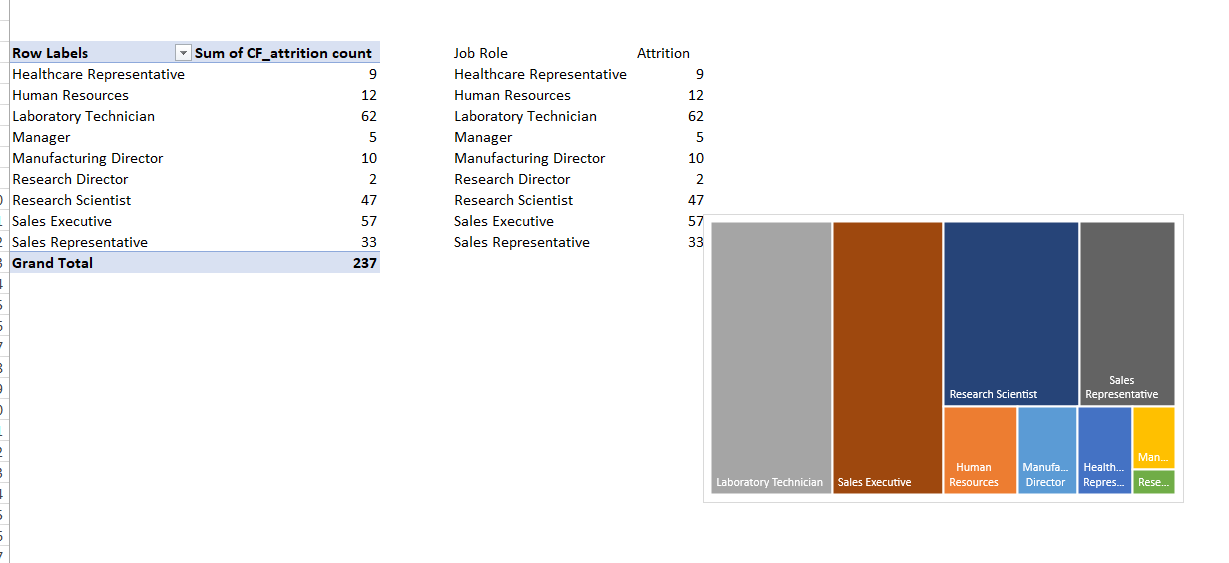 Row Labels Sum of CF_attrition count
Healthcare Representative 9
Human Resources 12
Laboratory Technician 62
Manager 5
Manufacturing Director 10
Research Director 2
Research Scientist 47
Sales Executive 57
Sales Representative 33
Grand Total 237
Job Role Attrition
Healthcare Representative 9
Human Resources 12
Laboratory Technician 62
Manager 5
Manufacturing Director 10
Research Director 2
Research Scientist 47
Sales Executive 57
Sales Representative 33
Laboratory Technician
Sales Executive
Research Scientist
Sales
Representative
Human
Resources
Manufa...
Director
Health...
Repres...
Man...
Rese...